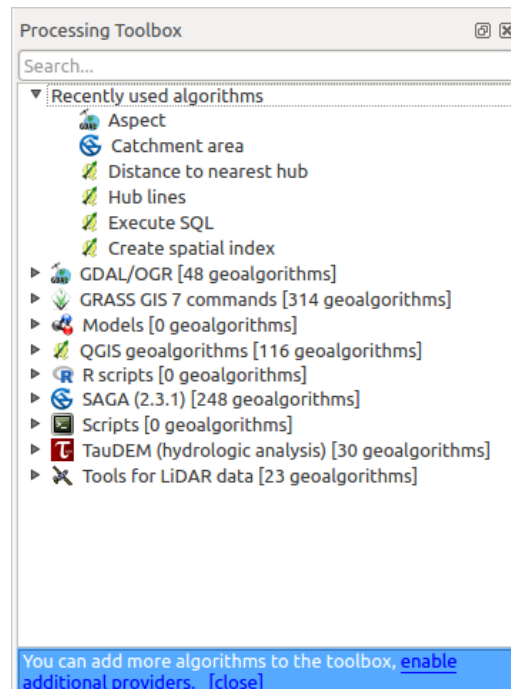 Processing Toolbox
Search...
Recently used algorithms
GDAL Aspect
Catchment area
Distance to nearest hub
Hub lines
Execute SQL
Create spatial index
GDAL GDAL/OGR [48 geoalgorithms]
GRASS GIS 7 commands [314 geoalgorithms]
Models [0 geoalgorithms]
QGIS geoalgorithms [116 geoalgorithms]
R R scripts [0 geoalgorithms]
SAGA (2.3.1) [248 geoalgorithms]
Scripts [0 geoalgorithms]
TauDEM (hydrologic analysis) [30 geoalgorithms]
Tools for LiDAR data [23 geoalgorithms]
You can add more algorithms to the toolbox, enable
additional providers. [close]